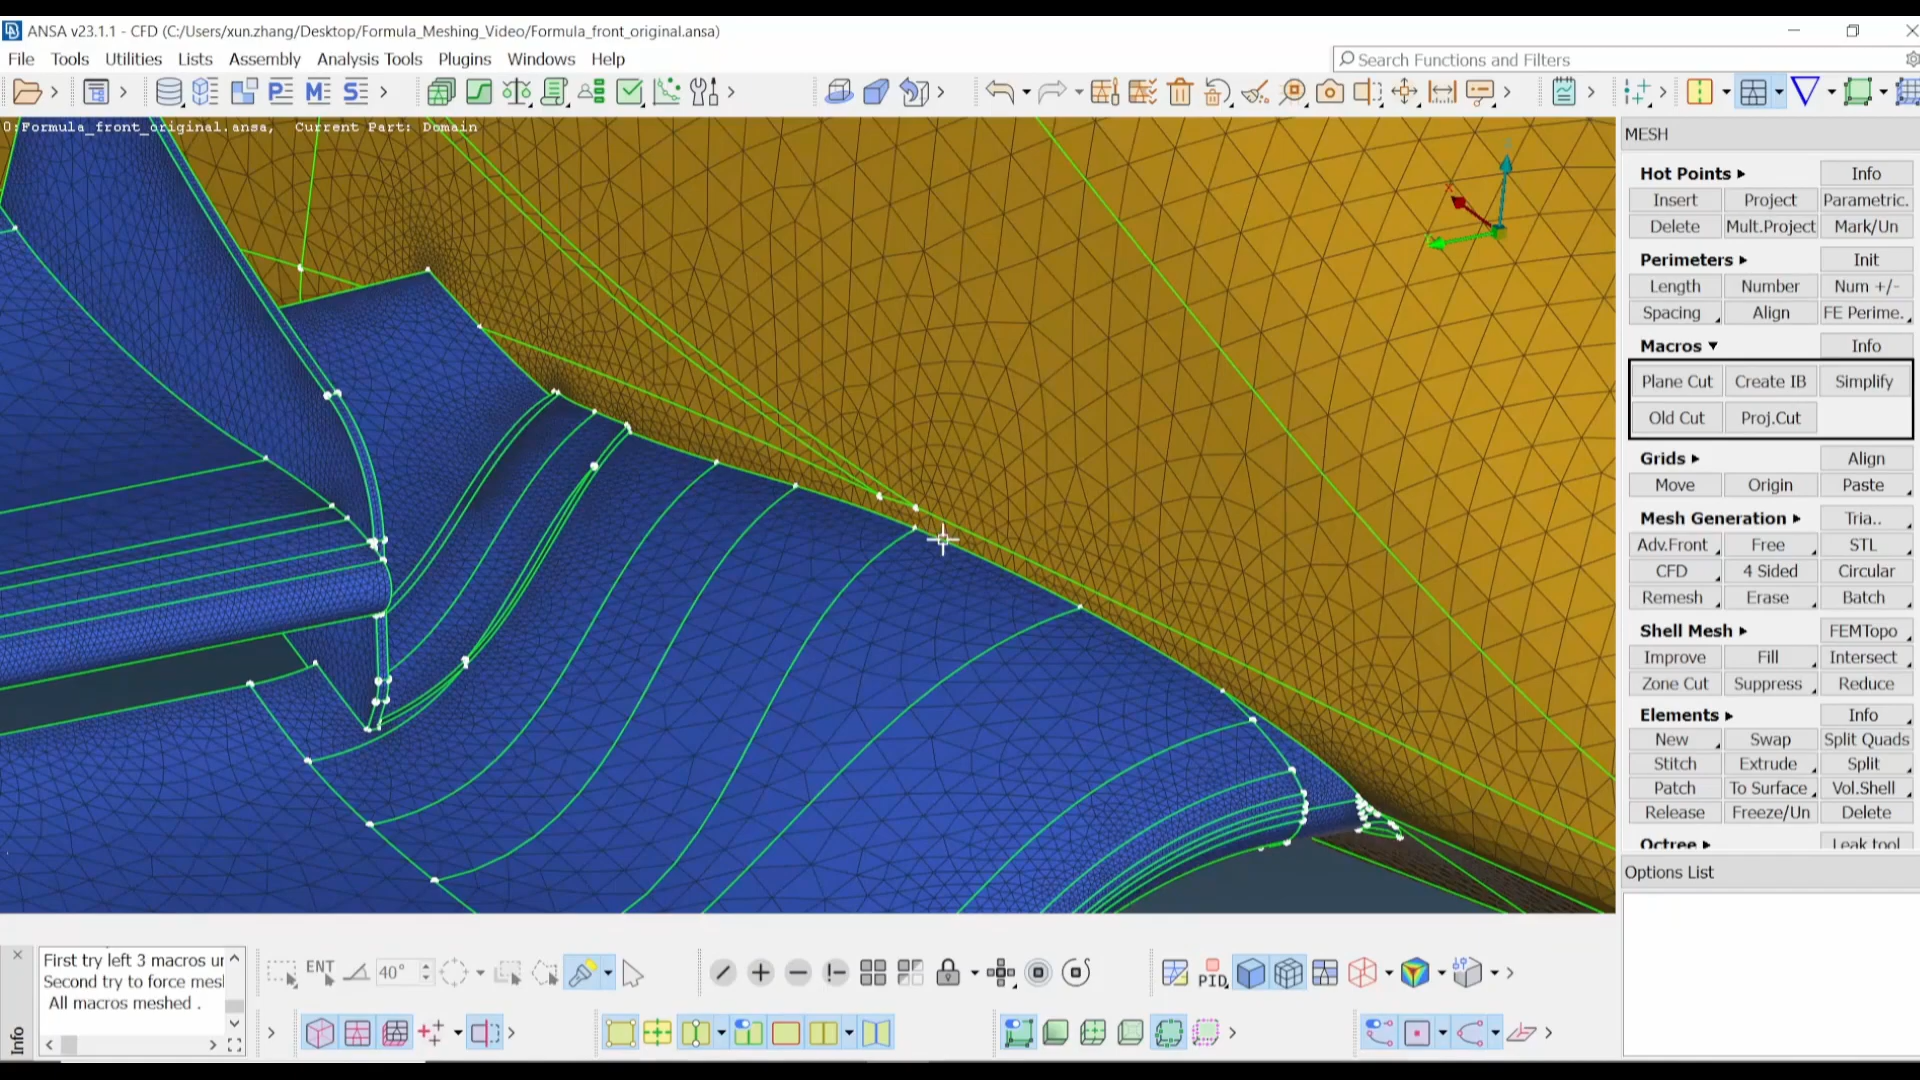 ANSA v23.1.1 - CFD (C:/Users/xun.zhang/Desktop/Formula_Meshing_Video/Formula_front_original.ansa)
File Tools Utilities Lists Assembly Analysis Tools Plugins Windows Help
Search Functions and Filters
0:Formula_front_original.ansa, Current Part: Domain
MESH
Hot Points Info
Insert Project Parametric.
Delete Mult.Project Mark/Un
Perimeters Init
Length Number Num +/-
Spacing Align FE Perime.
Macros Info
Plane Cut Create IB Simplify
Old Cut Proj.Cut
Grids Align
Move Origin Paste
Mesh Generation Tria..
Adv.Front Free STL
CFD 4 Sided Circular
Remesh Erase Batch
Shell Mesh FEMTopo
Improve Fill Intersect
Zone Cut Suppress Reduce
Elements Info
New Swap Split Quads
Stitch Extrude Split
Patch To Surface Vol.Shell
Release Freeze/Un Delete
Octree Leak tool
Options List
Info
First try left 3 macros ur
Second try to force mesh
All macros meshed .
ENT 40°
PID